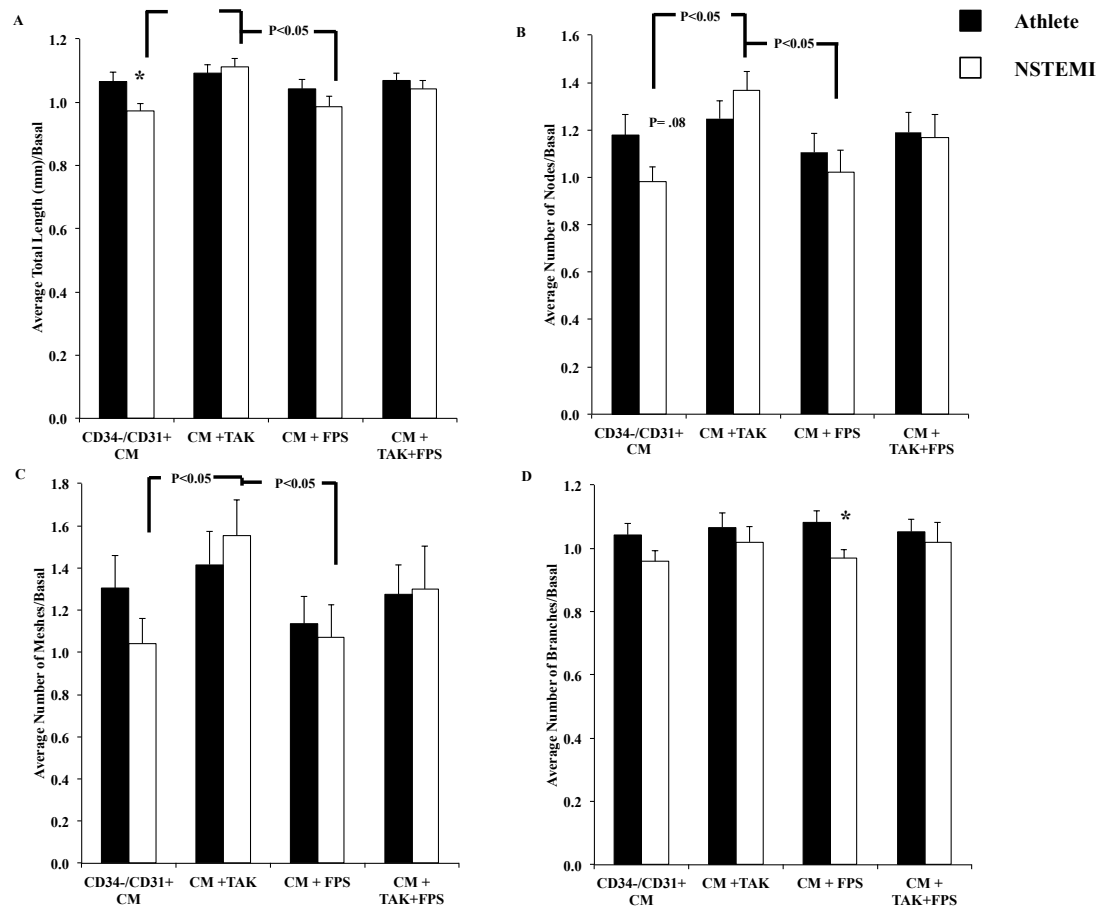 A
P<0.05
*
1.2
1.0
0.8
0.6
0.4
0.2
0.0
Average Total Length (mm)/Basal
CD34-/CD31+ CM +TAK CM + FPS CM +
CM TAK+FPS
B
P<0.05
P<0.05
P= .08
1.6
1.4
1.2
1.0
0.8
0.6
0.4
0.2
0.0
Average Number of Nodes/Basal
CD34-/CD31+ CM +TAK CM + FPS CM +
CM TAK+FPS
Athlete
NSTEMI
C
P<0.05 P<0.05
1.8
1.6
1.4
1.2
1.0
0.8
0.6
0.4
0.2
0.0
Average Number of Meshes/Basal
CD34-/CD31+ CM +TAK CM + FPS CM +
CM TAK+FPS
D
*
1.2
1.0
0.8
0.6
0.4
0.2
0.0
Average Number of Branches/Basal
CD34-/CD31+ CM +TAK CM + FPS CM +
CM TAK+FPS